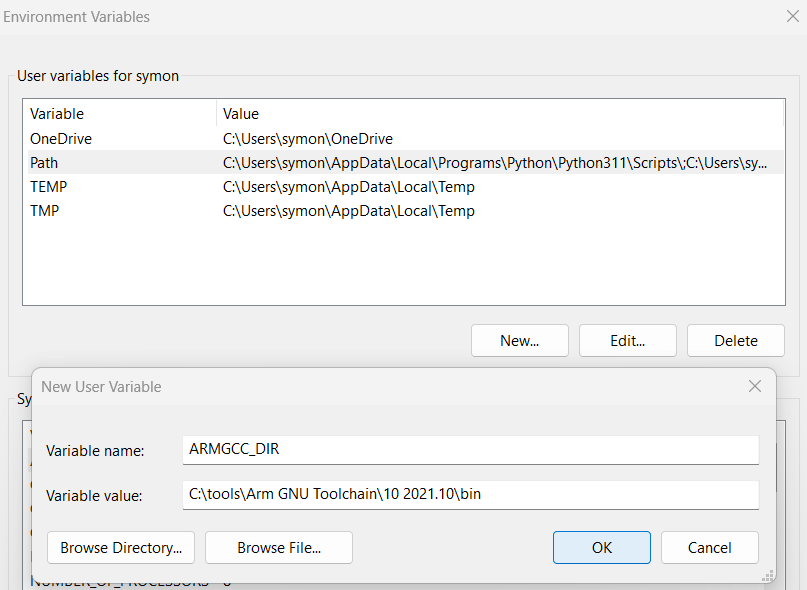 Environment Variables
User variables for symon
Variable Value
OneDrive C:\Users\symon\OneDrive
Path C:\Users\symon\AppData\Local\Programs\Python\Python311\Scripts\;C:\Users\sy...
TEMP C:\Users\symon\AppData\Local\Temp
TMP C:\Users\symon\AppData\Local\Temp
New... Edit... Delete
Sy
New User Variable
Variable name: ARMGCC_DIR
Variable value: C:\tools\Arm GNU Toolchain\10 2021.10\bin
Browse Directory... Browse File... OK Cancel
NUMBER_OF_PROCESSORS